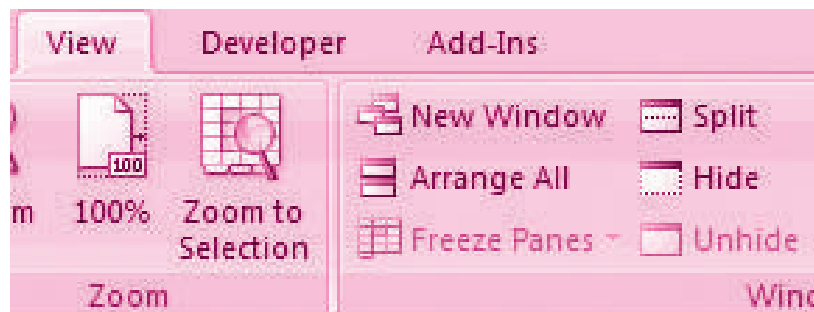 View Developer Add-Ins
New Window Split
100
Arrange All Hide
m 100% Zoom to
Selection
Freeze Panes Unhide
Zoom Wind